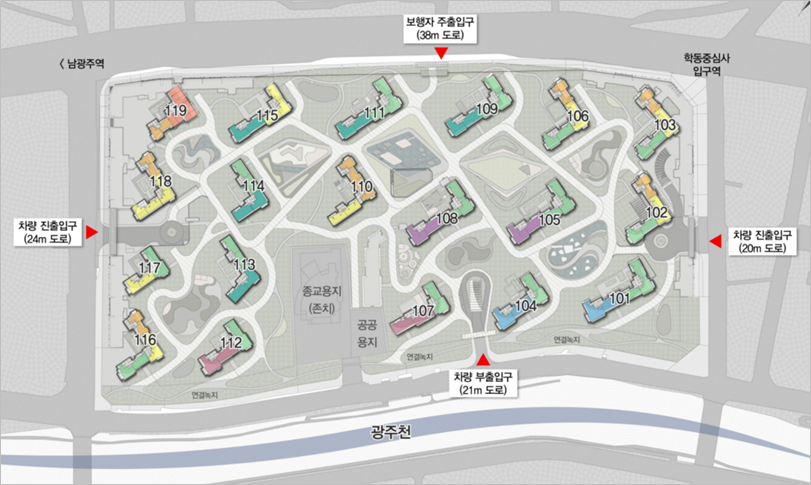 보행자 주출입구
(38m 도로)
< 남광주역
학동중심사
입구역
119
115
111
109
106
103
118
114
110
102
108
105
차량 진출입구
(24m 도로)
차량 진출입구
(20m 도로)
117
113
종교용지
(존치)
공공
용지
107
104
101
116
112
연결녹지
연결녹지
연결녹지
차량 부출입구
(21m 도로)
광주천